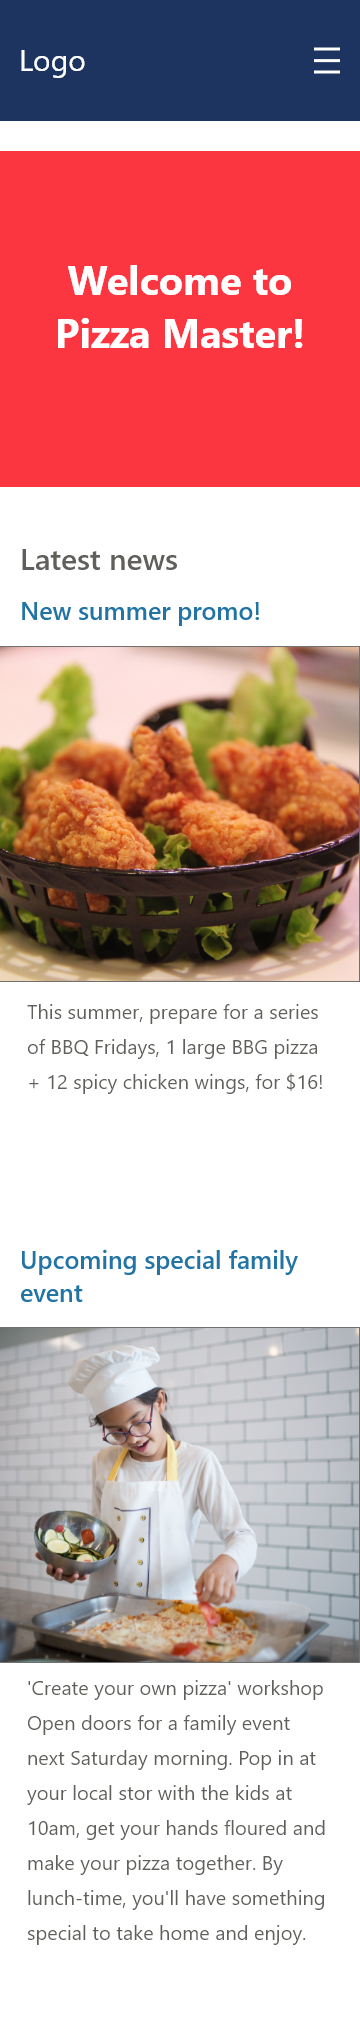 Logo
Welcome to
Pizza Master!
Latest news
New summer promo!
This summer, prepare for a series
of BBQ Fridays, 1 large BBG pizza
+ 12 spicy chicken wings, for $16!
Upcoming special family
event
'Create your own pizza' workshop
Open doors for a family event
next Saturday morning. Pop in at
your local stor with the kids at
10am, get your hands floured and
make your pizza together. By
lunch-time, you'll have something
special to take home and enjoy.